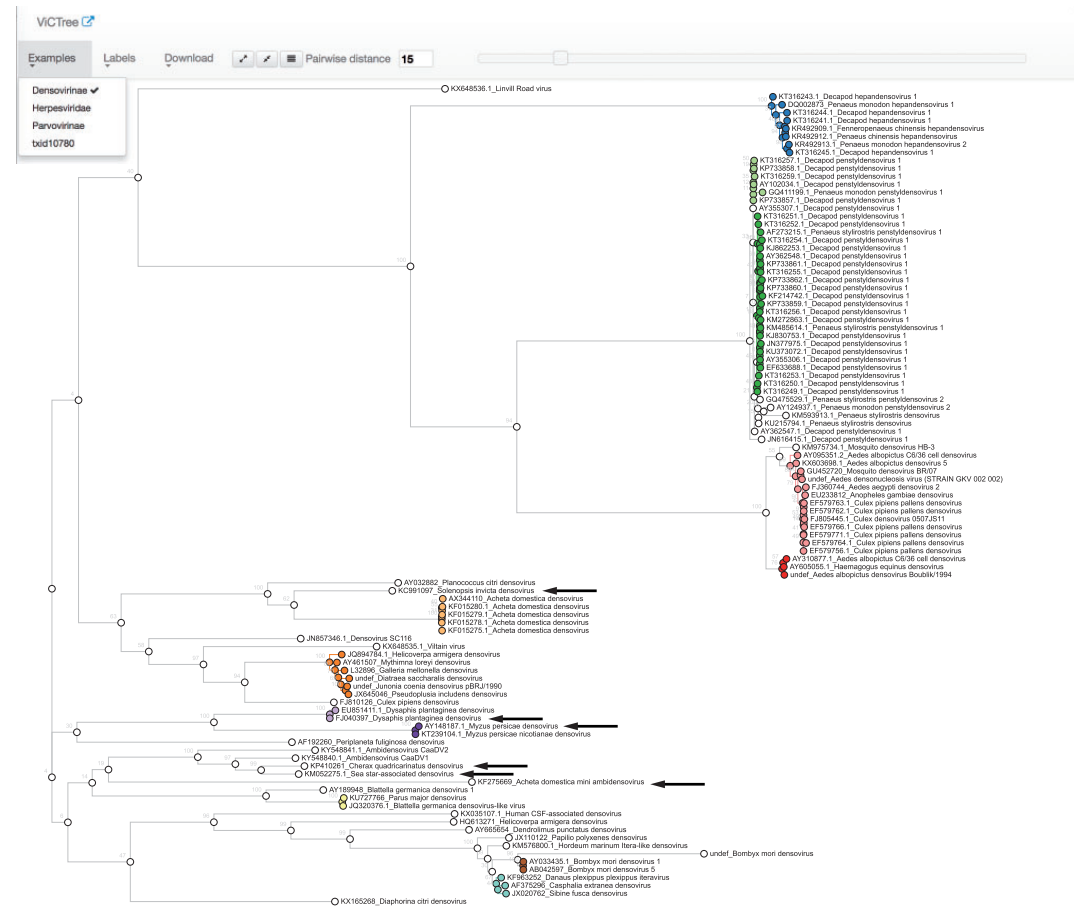 ViCTree
Examples Labels Download Pairwise distance 15
Densovirinae
Herpesviridae
Parvovirinae
txid10780
KX648536.1_Linvill Road virus
KT316243.1_Decapod hepandensovirus 1
DQ002873_Penaeus monodon hepandensovirus 1
KT316244.1_Decapod hepandensovirus 1
KT316241.1_Decapod hepandensovirus 1
KR492909.1_Fenneropenaeus chinensis hepandensovirus
KR492912.1_Penaeus chinensis hepandensovirus
KR492913.1_Penaeus monodon hepandensovirus 2
KT316245.1_Decapod hepandensovirus 1
KT316257.1_Decapod penstyldensovirus 1
KP733858.1_Decapod penstyldensovirus 1
KT316259.1_Decapod penstyldensovirus 1
AY102034.1_Decapod penstyldensovirus 1
GQ411199.1_Penaeus monodon penstyldensovirus 1
KP733857.1_Decapod penstyldensovirus 1
AY355307.1_Decapod penstyldensovirus 1
KT316251.1_Decapod penstyldensovirus 1
KT316252.1_Decapod penstyldensovirus 1
AF273215.1_Penaeus stylirostris penstyldensovirus 1
KT316254.1_Decapod penstyldensovirus 1
KJ862253.1_Decapod penstyldensovirus 1
AY362548.1_Decapod penstyldensovirus 1
KP733861.1_Decapod penstyldensovirus 1
KT316255.1_Decapod penstyldensovirus 1
KP733862.1_Decapod penstyldensovirus 1
KP733860.1_Decapod penstyldensovirus 1
KF214742.1_Decapod penstyldensovirus 1
KP733859.1_Decapod penstyldensovirus 1
KT316256.1_Decapod penstyldensovirus 1
KM272863.1_Decapod penstyldensovirus 1
KM485614.1_Penaeus stylirostris penstyldensovirus 1
KJ830753.1_Decapod penstyldensovirus 1
JN377975.1_Decapod penstyldensovirus 1
KU373072.1_Decapod penstyldensovirus 1
AY355306.1_Decapod penstyldensovirus 1
EF633688.1_Decapod penstyldensovirus 1
KT316253.1_Decapod penstyldensovirus 1
KT316250.1_Decapod penstyldensovirus 1
KT316249.1_Decapod penstyldensovirus 1
GQ475529.1_Penaeus stylirostris penstyldensovirus 2
AY124937.1_Penaeus monodon penstyldensovirus 2
KM593913.1_Penaeus stylirostris densovirus
KU215794.1_Penaeus stylirostris densovirus
AY362547.1_Decapod penstyldensovirus 1
JN616415.1_Decapod penstyldensovirus 1
KM975734.1_Mosquito densovirus HB-3
AY095351.2_Aedes albopictus C6/36 cell densovirus
KX603698.1_Aedes albopictus densovirus 5
GU452720_Mosquito densovirus BR/07
undef_Aedes densonucleosis virus (STRAIN GKV 002 002)
FJ360744_Aedes aegypti densovirus 2
EU233812_Anopheles gambiae densovirus
EF579763.1_Culex pipiens pallens densovirus
EF579762.1_Culex pipiens pallens densovirus
FJ805445.1_Culex densovirus 0507JS11
EF579766.1_Culex pipiens pallens densovirus
EF579771.1_Culex pipiens pallens densovirus
EF579764.1_Culex pipiens pallens densovirus
EF579756.1_Culex pipiens pallens densovirus
AY310877.1_Aedes albopictus C6/36 cell densovirus
AY605055.1_Haemagogus equinus densovirus
undef_Aedes albopictus densovirus Boublik/1994
AY032882_Planococcus citri densovirus
KC991097_Solenopsis invicta densovirus
AX344110_Acheta domestica densovirus
KF015280.1_Acheta domestica densovirus
KF015279.1_Acheta domestica densovirus
KF015278.1_Acheta domestica densovirus
KF015275.1_Acheta domestica densovirus
JN857346.1_Densovirus SC116
KX648535.1_Viltain virus
JQ894784.1_Helicoverpa armigera densovirus
AY461507_Mythimna loreyi densovirus
L32896_Galleria mellonella densovirus
undef_Diatraea saccharalis densovirus
undef_Junonia coenia densovirus pBRJ/1990
JX645046_Pseudoplusia includens densovirus
FJ810126_Culex pipiens densovirus
EU851411.1_Dysaphis plantaginea densovirus
FJ040397_Dysaphis plantaginea densovirus
AY148187.1_Myzus persicae densovirus
KT239104.1_Myzus persicae nicotianae densovirus
AF192260_Periplaneta fuliginosa densovirus
KY548841.1_Ambidensovirus CaaDV2
KY548840.1_Ambidensovirus CaaDV1
KP410261_Cherax quadricarinatus densovirus
KM052275.1_Sea star-associated densovirus
KF275669_Acheta domestica mini ambidensovirus
AY189948_Blattella germanica densovirus 1
KU727766_Parus major densovirus
JQ320376.1_Blattella germanica densovirus-like virus
KX035107.1_Human CSF-associated densovirus
HQ613271_Helicoverpa armigera densovirus
AY665654_Dendrolimus punctatus densovirus
JX110122_Papilio polyxenes densovirus
KM576800.1_Hordeum marinum Itera-like densovirus
undef_Bombyx mori densovirus
AY033435.1_Bombyx mori densovirus 1
AB042597_Bombyx mori densovirus 5
KF963252_Danaus plexippus plexippus iteravirus
AF375296_Casphalia extranea densovirus
JX020762_Sibine fusca densovirus
KX165268_Diaphorina citri densovirus